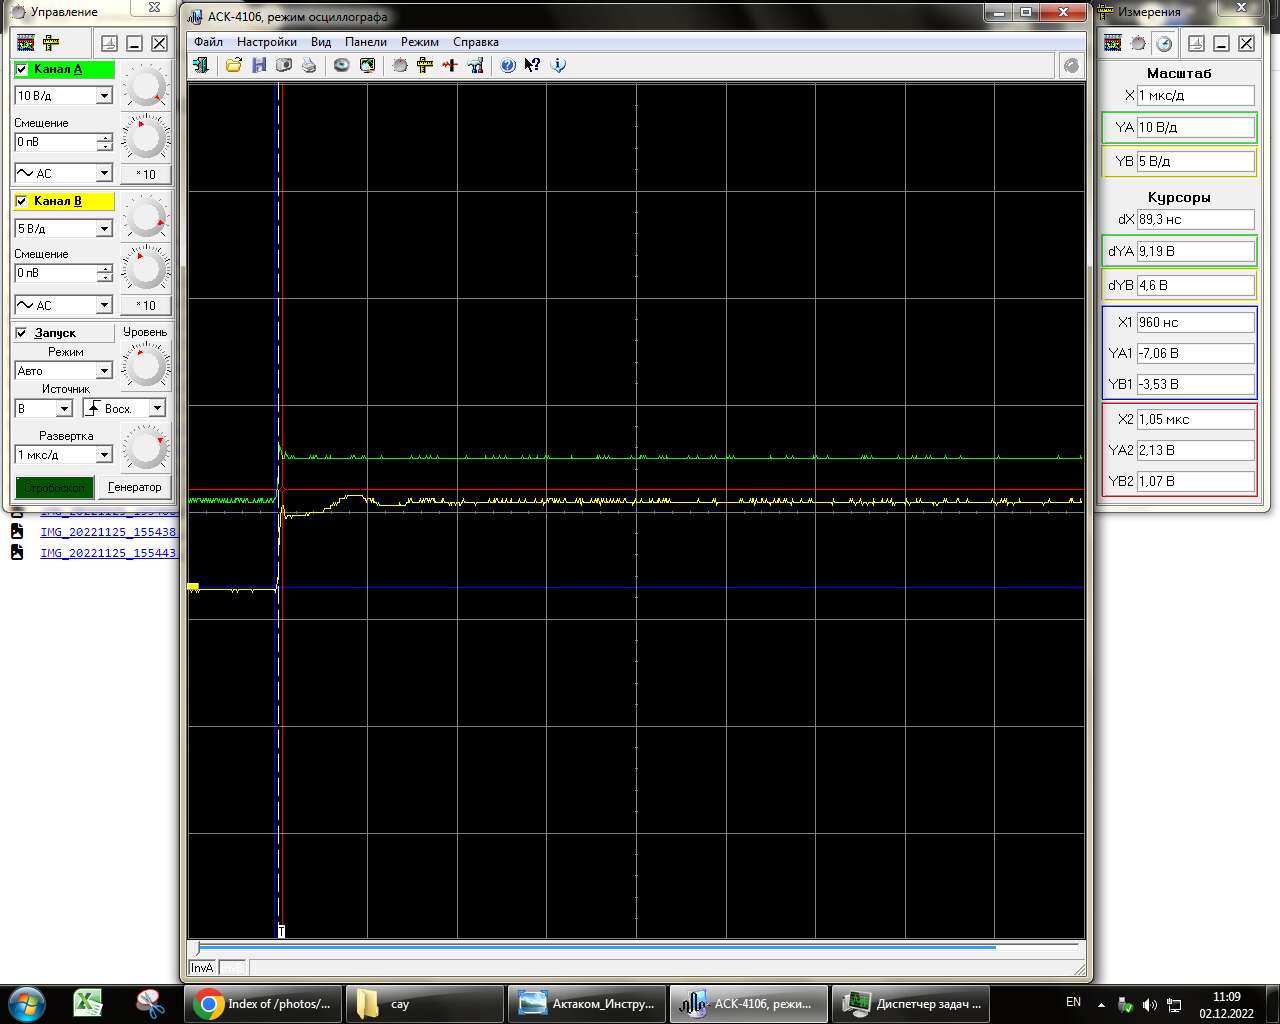 Управление
Канал A
10 В/д
Смещение
0 пВ
AC
*10
Канал B
5 В/д
Смещение
0 пВ
AC
*10
Запуск
Уровень
Режим
Авто
Источник
B
Восх.
Развертка
1 мкс/д
Стробоскоп
Генератор
IMG_20221125_155438
IMG_20221125_155443
АСК-4106, режим осциллографа
Файл Настройки Вид Панели Режим Справка
T
InvA
Измерения
Масштаб
X 1 мкс/д
YA 10 В/д
YB 5 В/д
Курсоры
dX 89,3 нс
dYA 9,19 В
dYB 4,6 В
X1 960 нс
YA1 -7,06 В
YB1 -3,53 В
X2 1,05 мкс
YA2 2,13 В
YB2 1,07 В
Index of /photos/...
сау
Актаком_Инстру...
АСК-4106, режи...
Диспетчер задач ...
EN
11:09
02.12.2022